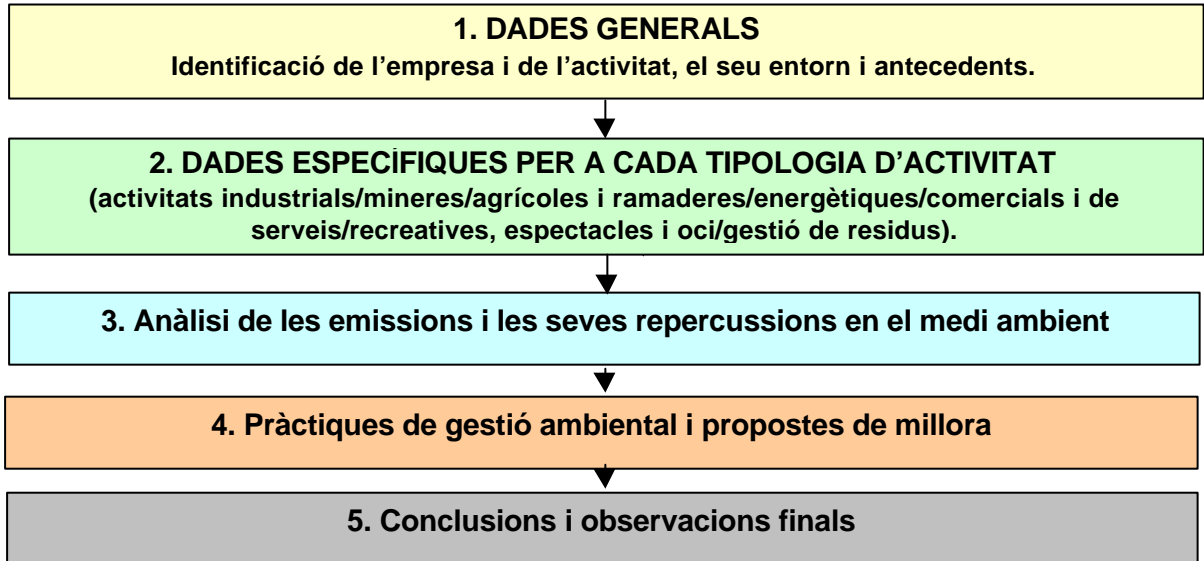 1. DADES GENERALS
Identificació de l’empresa i de l’activitat, el seu entorn i antecedents.
2. DADES ESPECÍFIQUES PER A CADA TIPOLOGIA D’ACTIVITAT
(activitats industrials/mineres/agrícoles i ramaderes/energètiques/comercials i de
serveis/recreatives, espectacles i oci/gestió de residus).
3. Anàlisi de les emissions i les seves repercussions en el medi ambient
4. Pràctiques de gestió ambiental i propostes de millora
5. Conclusions i observacions finals